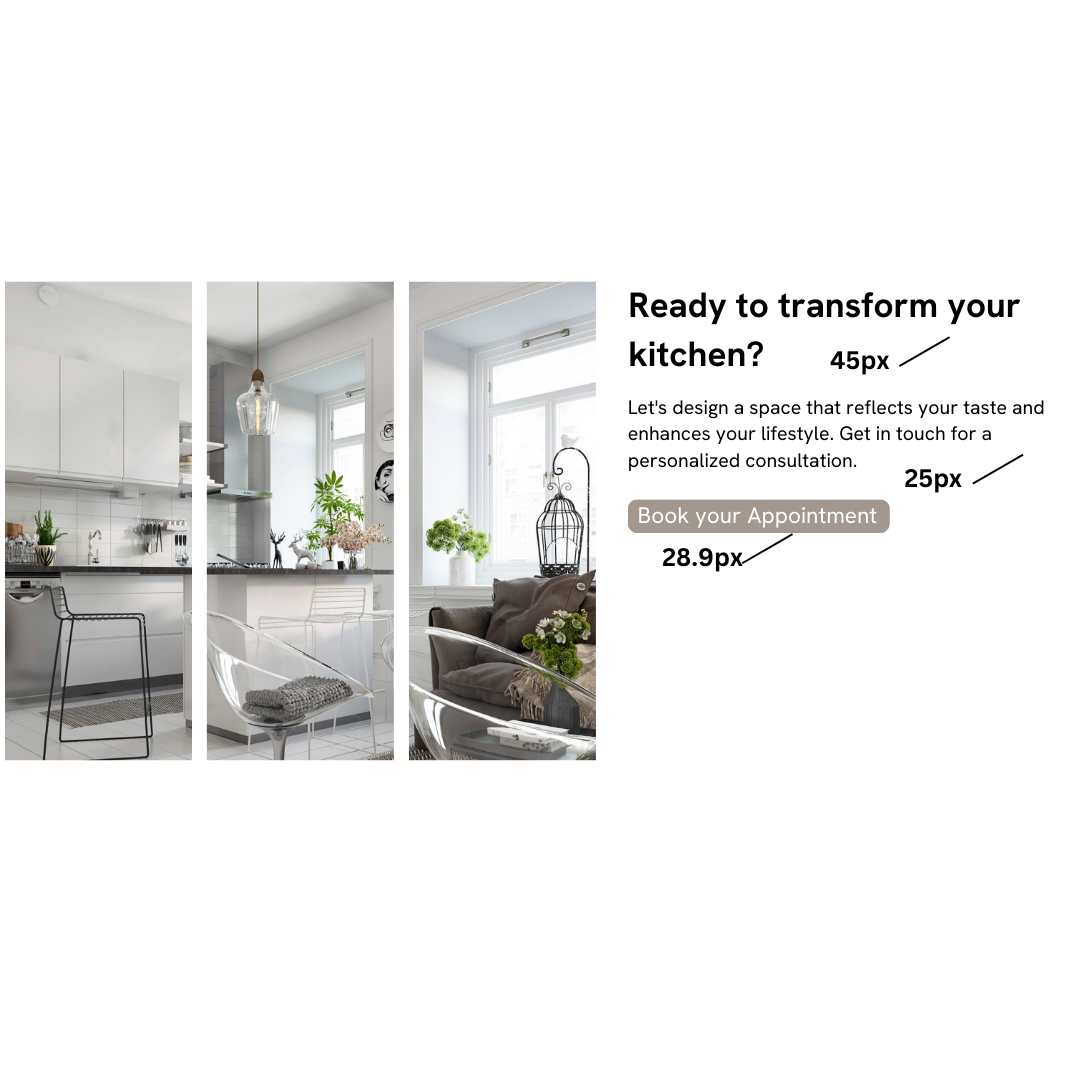 Ready to transform your
kitchen?
45px
Let's design a space that reflects your taste and
enhances your lifestyle. Get in touch for a
personalized consultation.
25px
Book your Appointment
28.9px